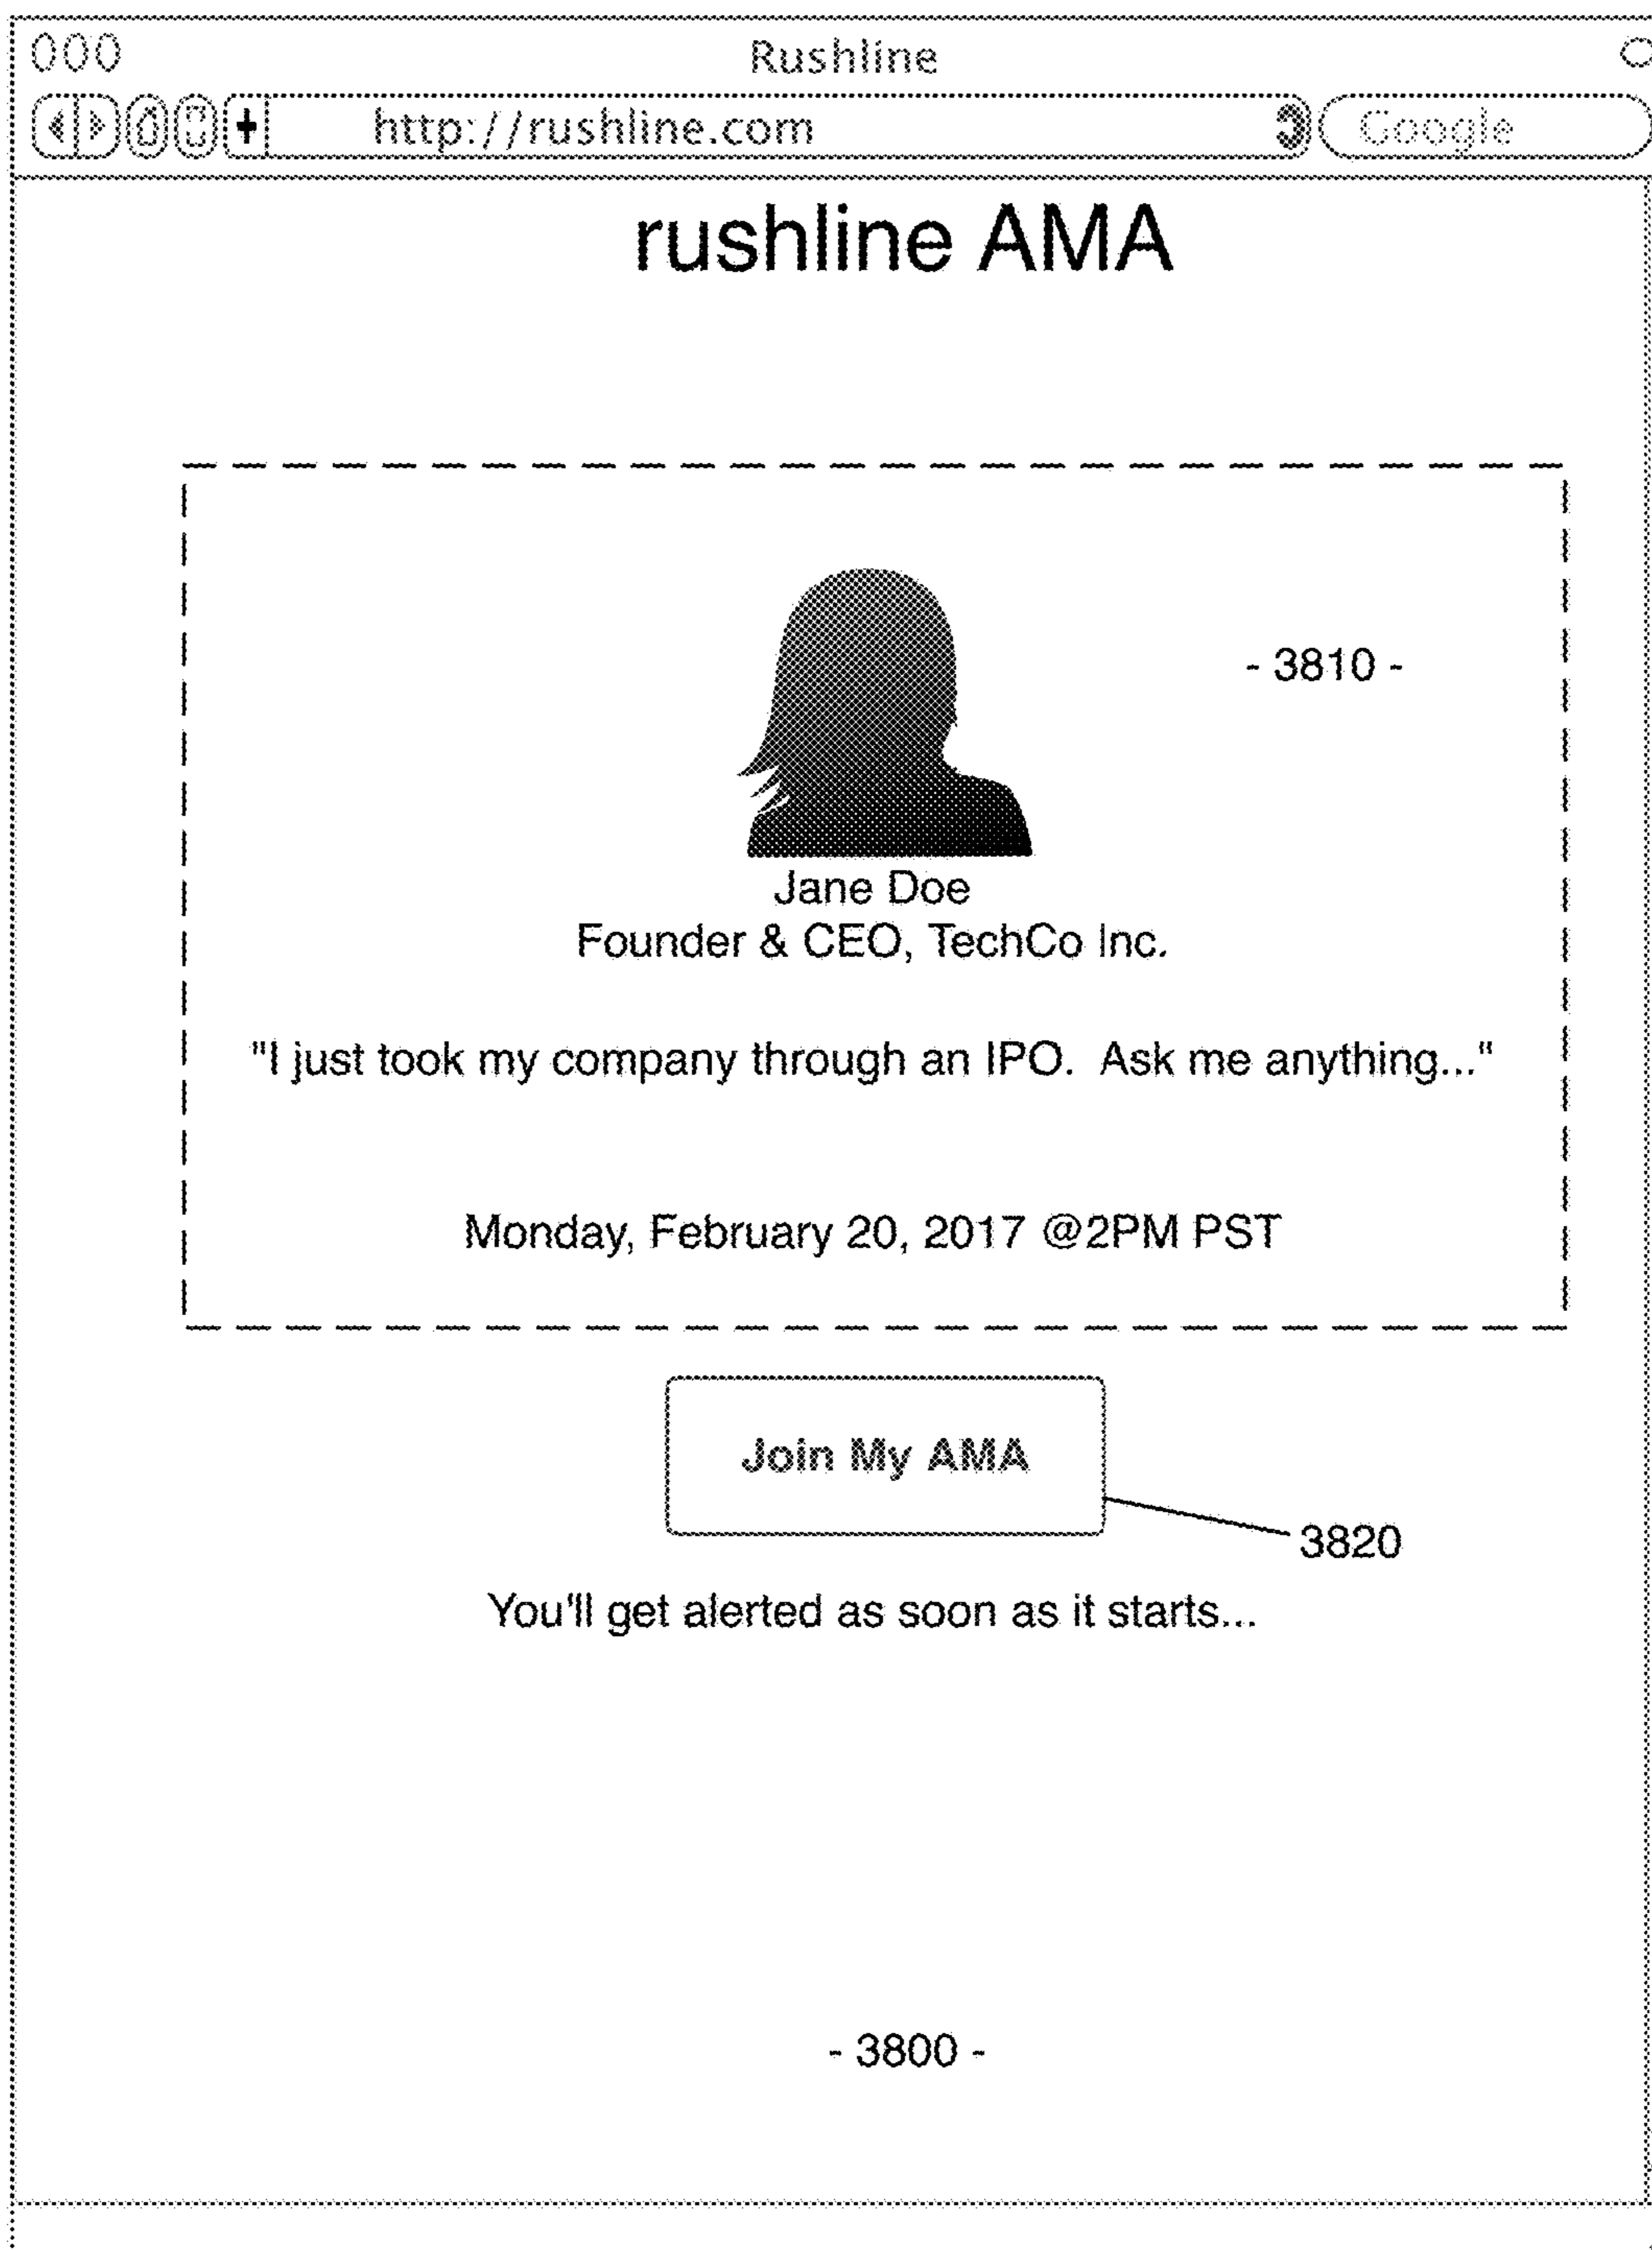 Rushline
http://rushline.com
Google
rushline AMA
- 3810 -
Jane Doe
Founder & CEO, TechCo Inc.
"I just took my company through an IPO.  Ask me anything..."
Monday, February 20, 2017 @2PM PST
Join My AMA
3820
You'll get alerted as soon as it starts...
- 3800 -